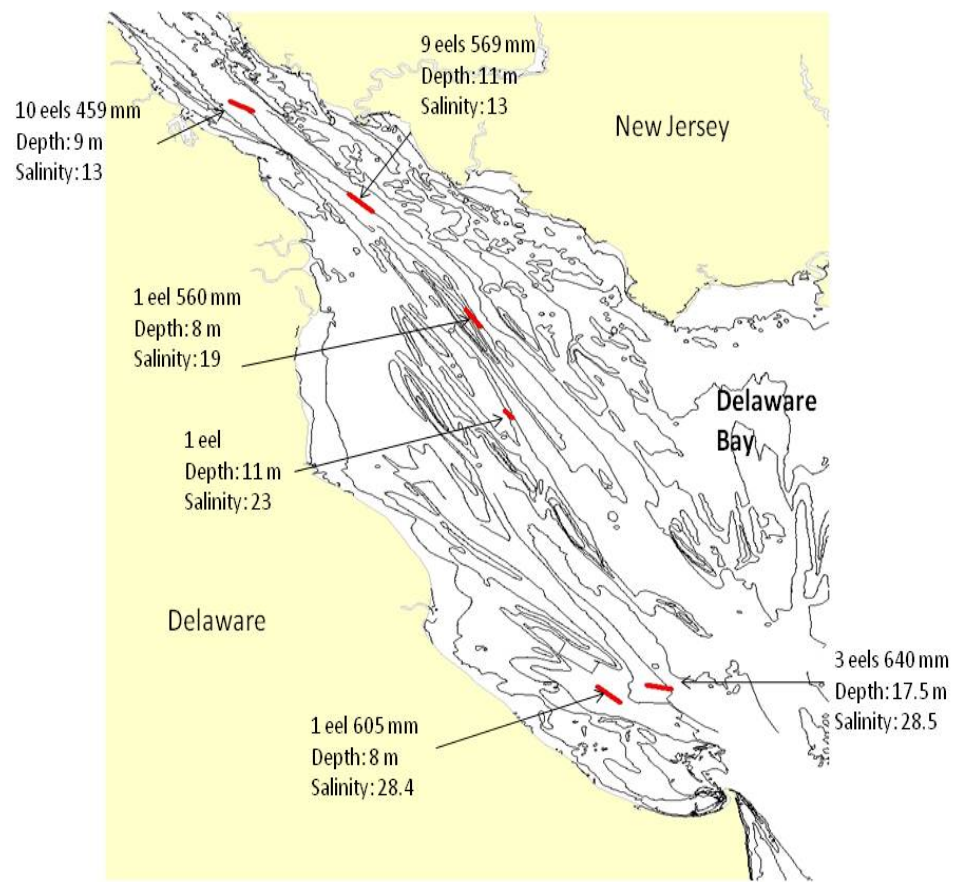 9 eels 569 mm
Depth: 11 m
Salinity: 13
10 eels 459 mm
Depth: 9 m
Salinity: 13
New Jersey
1 eel 560 mm
Depth: 8 m
Salinity: 19
Delaware
Bay
1 eel
Depth: 11 m
Salinity: 23
Delaware
3 eels 640 mm
Depth: 17.5 m
Salinity: 28.5
1 eel 605 mm
Depth: 8 m
Salinity: 28.4